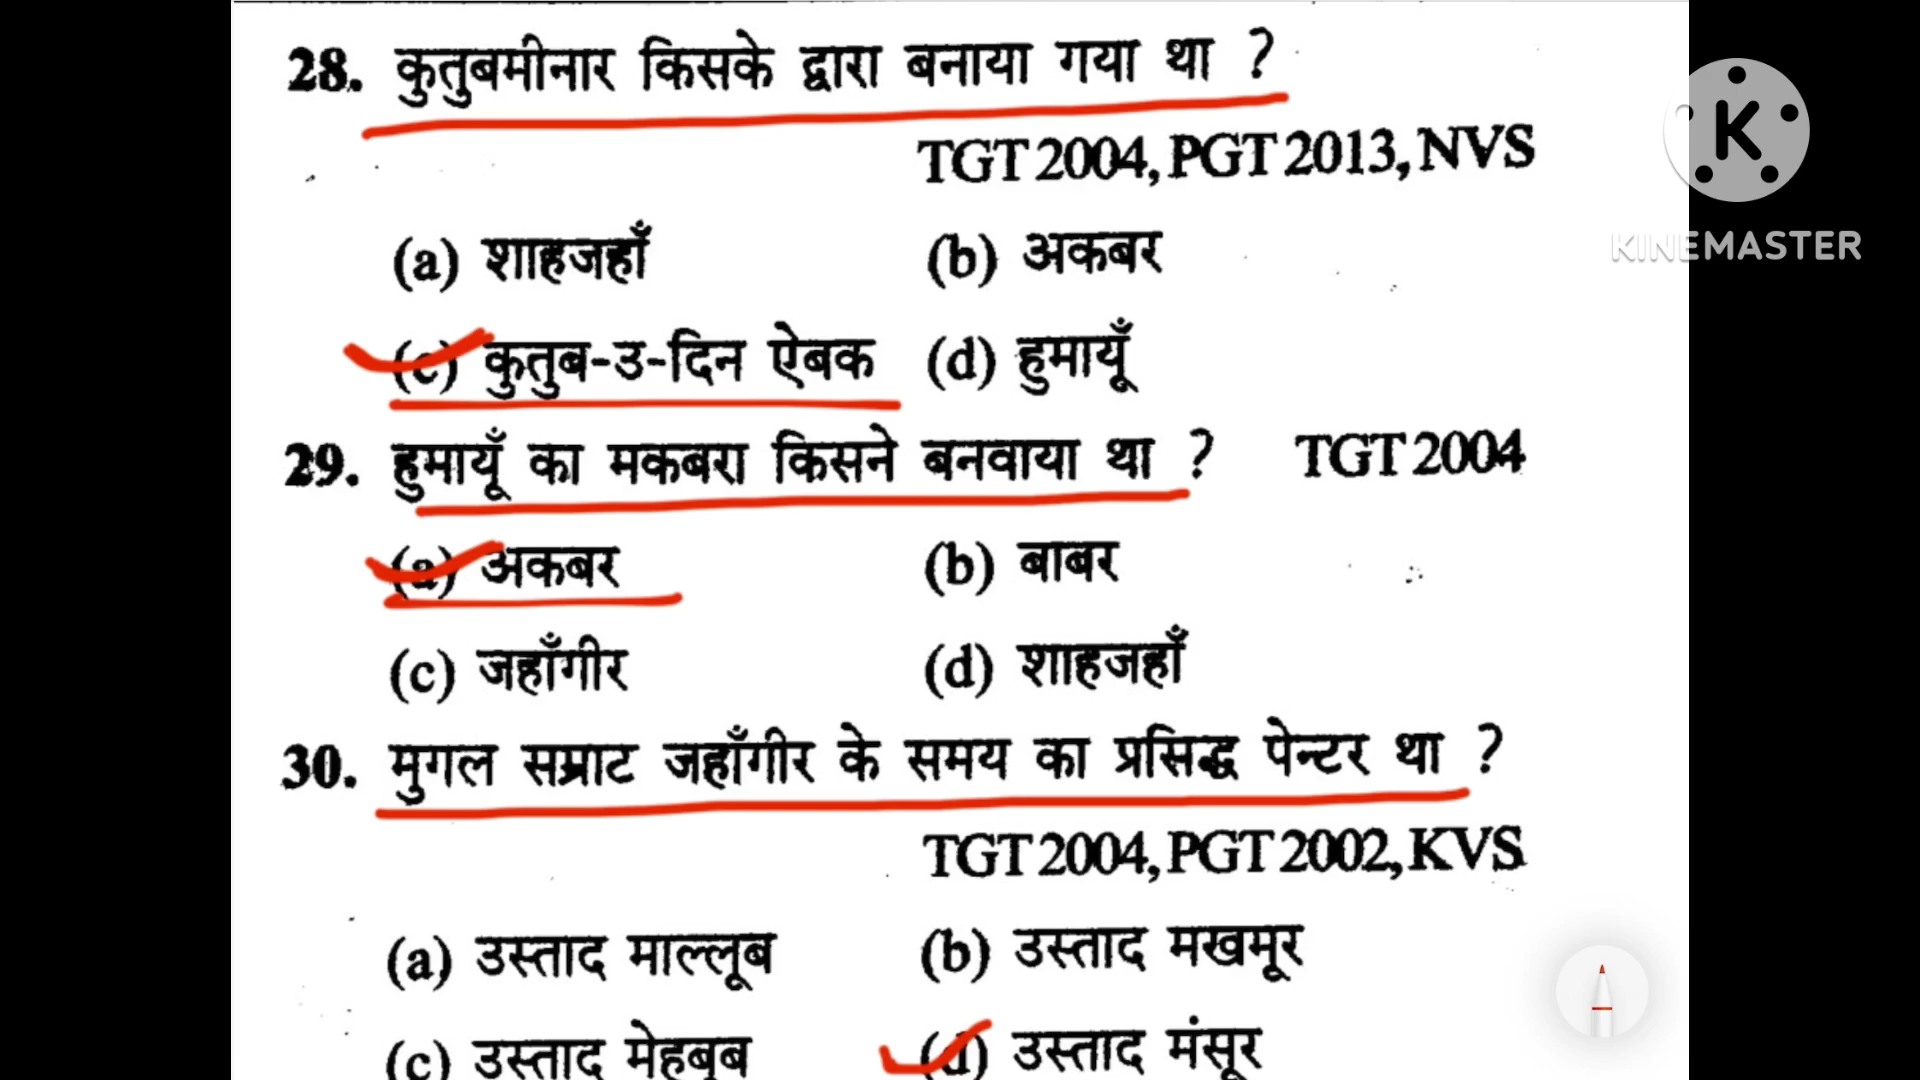 28. कुतुबमीनार किसके द्वारा बनाया गया था ?
TGT 2004, PGT 2013, NVS
(a) शाहजहाँ (b) अकबर
(c) कुतुब-उ-दिन ऐबक (d) हुमायूँ
29. हुमायूँ का मकबरा किसने बनवाया था ? TGT 2004
(a) अकबर (b) बाबर
(c) जहाँगीर (d) शाहजहाँ
30. मुगल सम्राट जहाँगीर के समय का प्रसिद्ध पेन्टर था ?
TGT 2004, PGT 2002, KVS
(a) उस्ताद माल्लूब (b) उस्ताद मखमूर
(c) उस्ताद मेहबूब (d) उस्ताद मंसूर
K
KINEMASTER